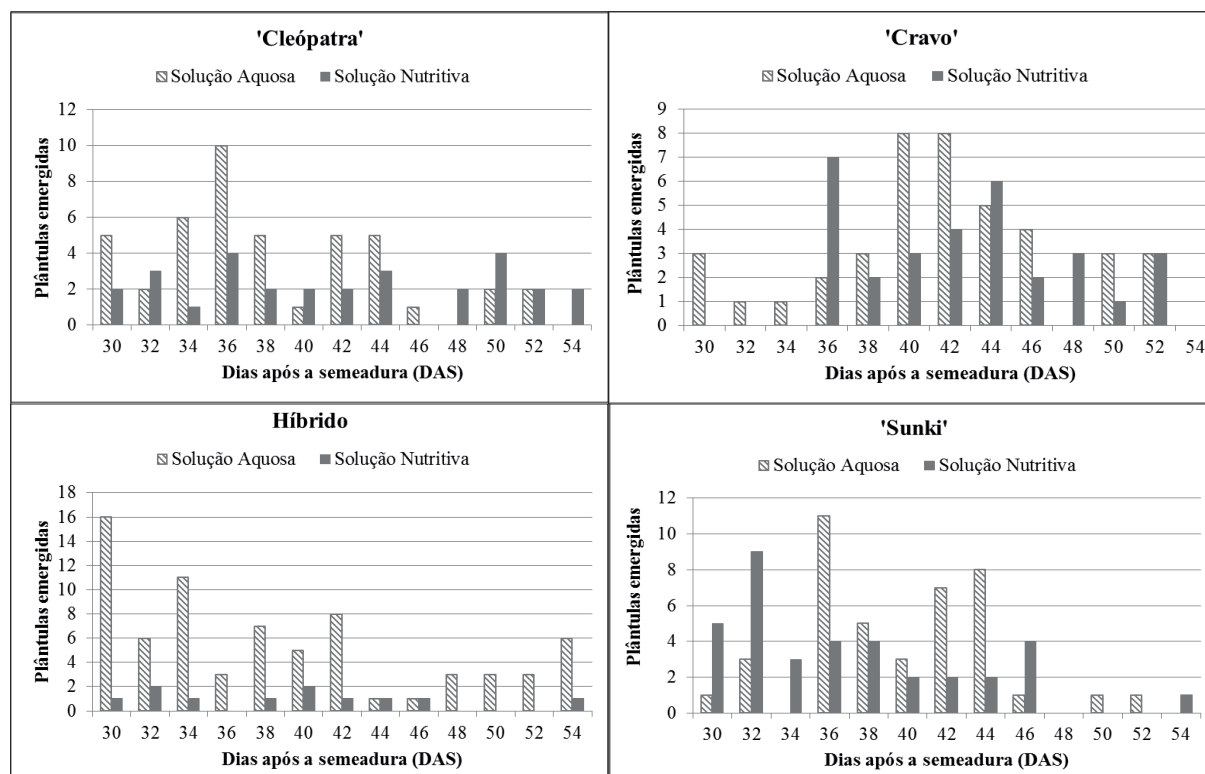 'Cleópatra'
Solução Aquosa Solução Nutritiva
Plântulas emergidas
12
10
8
6
4
2
0
30 32 34 36 38 40 42 44 46 48 50 52 54
Dias após a semeadura (DAS)
'Cravo'
Solução Aquosa Solução Nutritiva
Plântulas emergidas
9
8
7
6
5
4
3
2
1
0
30 32 34 36 38 40 42 44 46 48 50 52 54
Dias após a semeadura (DAS)
Híbrido
Solução Aquosa Solução Nutritiva
Plântulas emergidas
18
16
14
12
10
8
6
4
2
0
30 32 34 36 38 40 42 44 46 48 50 52 54
Dias após a semeadura (DAS)
'Sunki'
Solução Aquosa Solução Nutritiva
Plântulas emergidas
12
10
8
6
4
2
0
30 32 34 36 38 40 42 44 46 48 50 52 54
Dias após a semeadura (DAS)